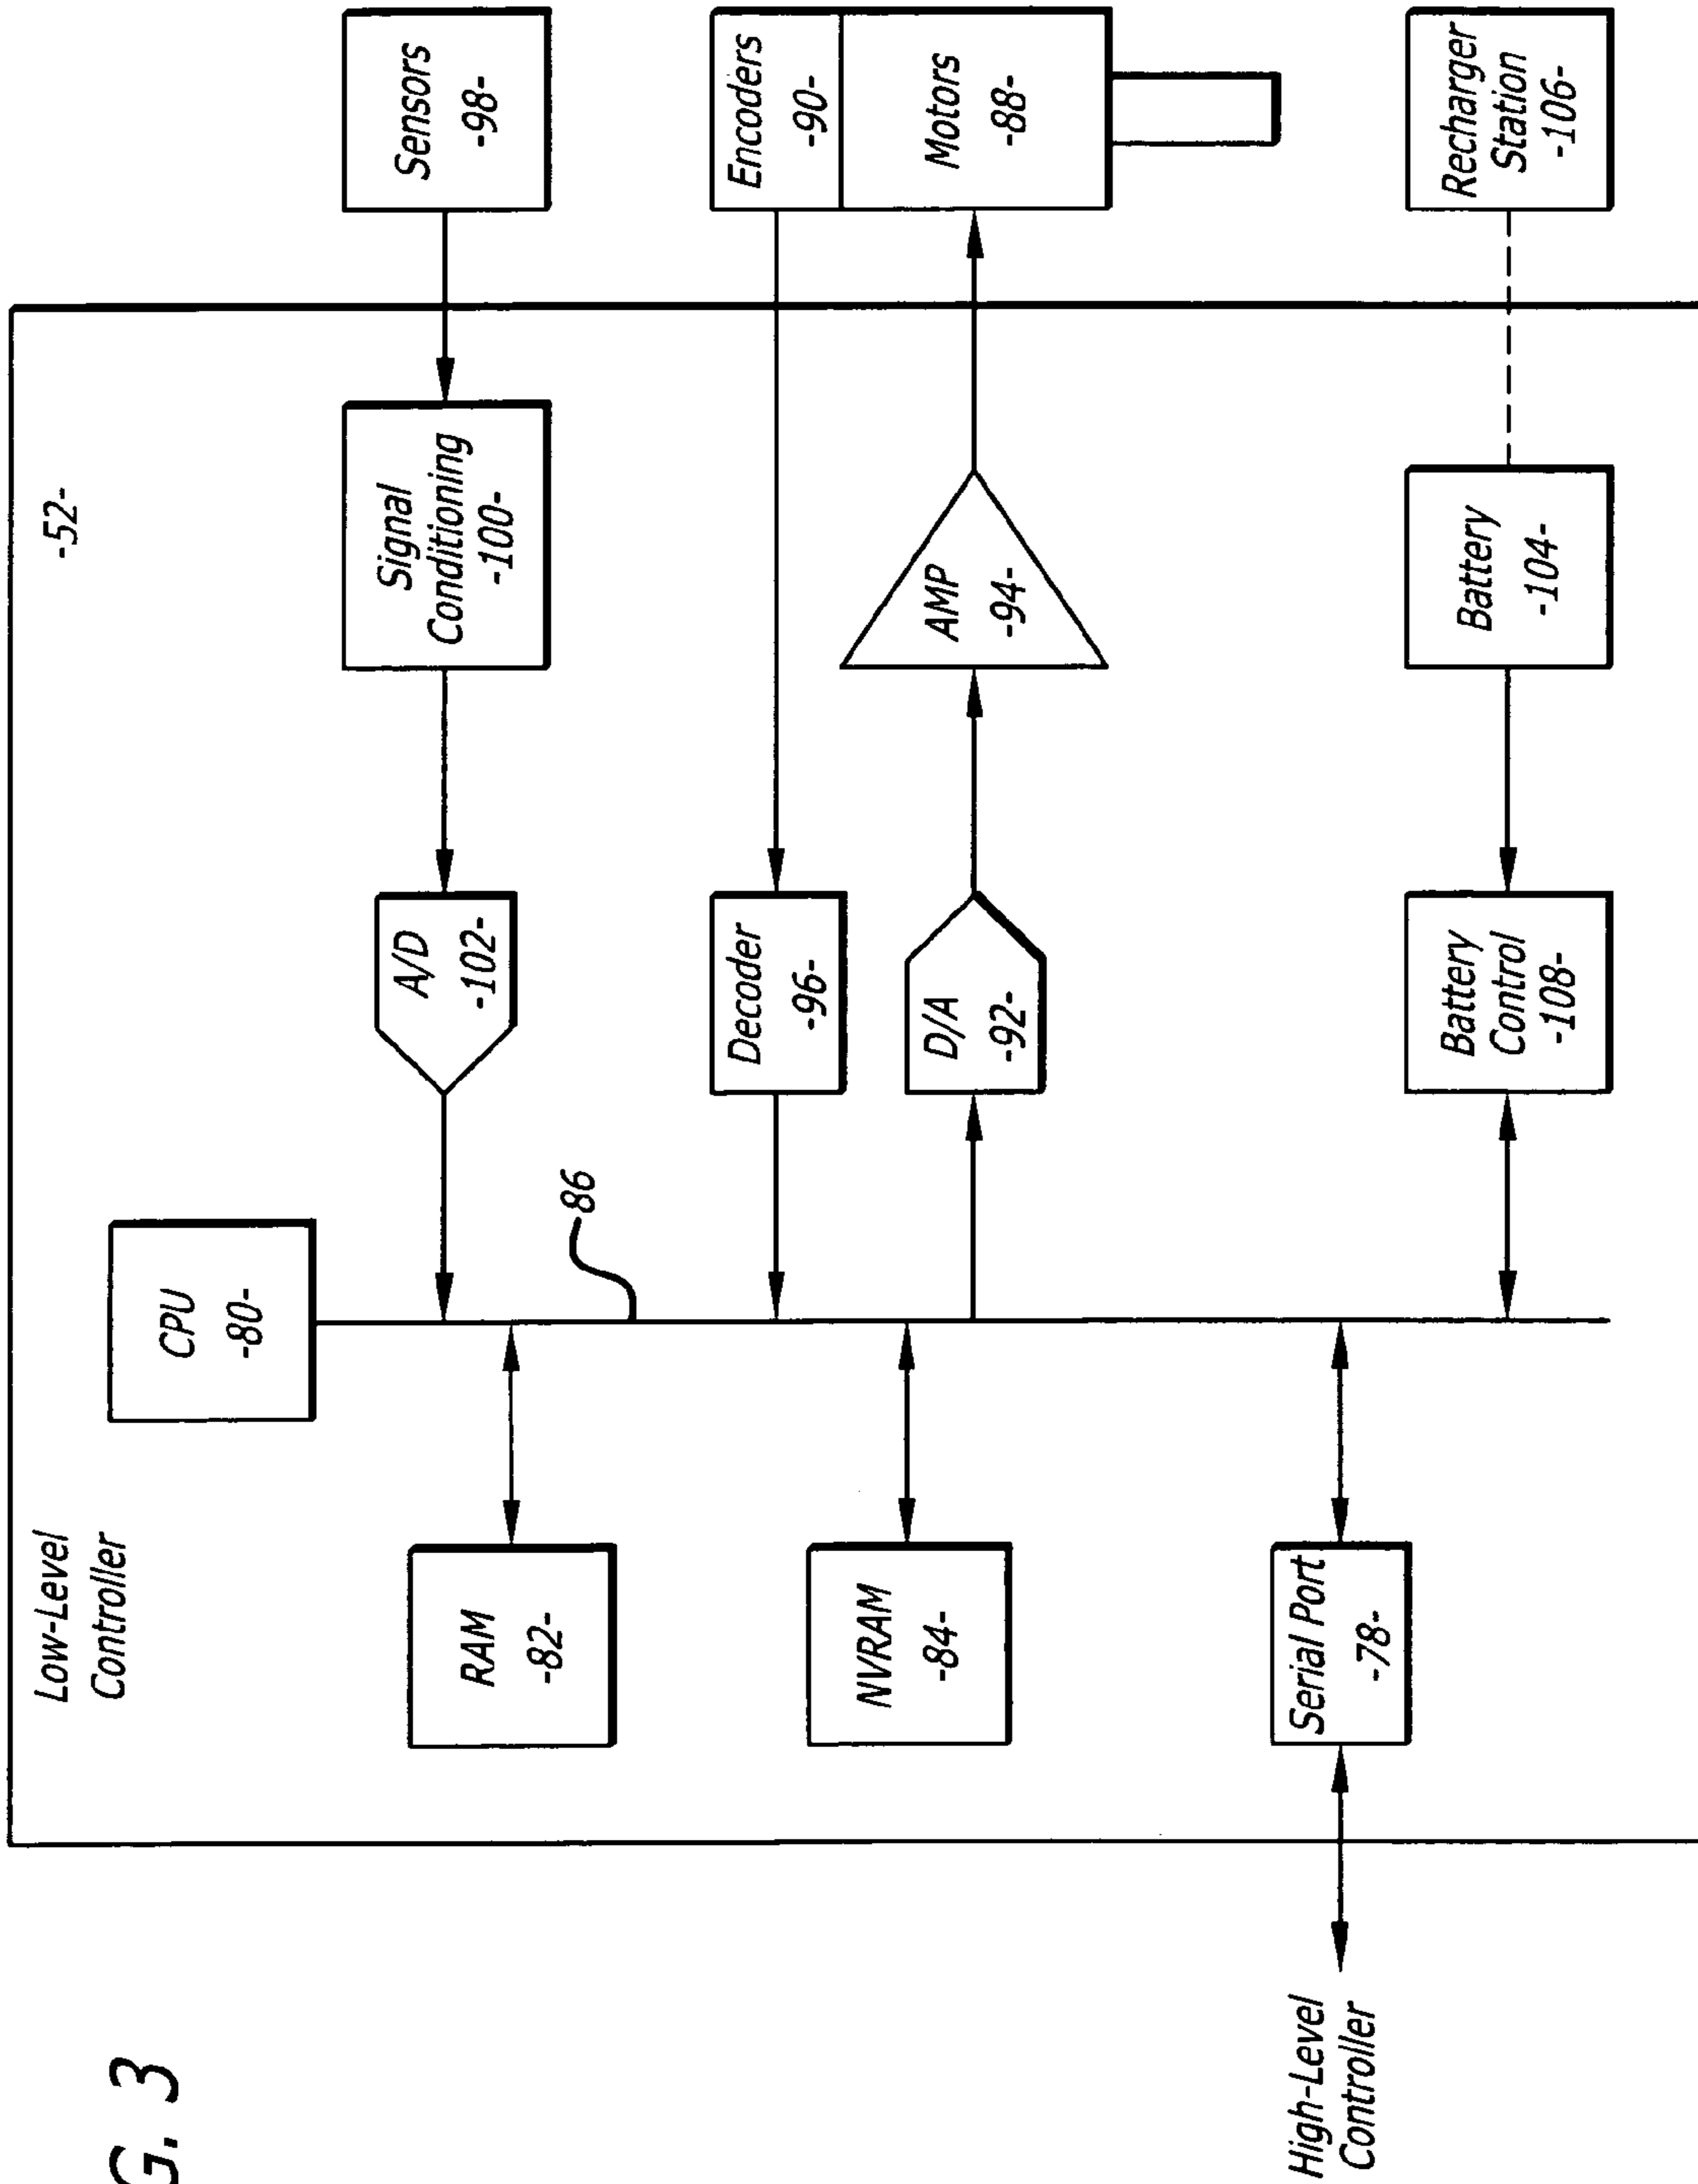 G. 3
Low-Level
Controller
-52-
CPU
-80-
RAM
-82-
NVRAM
-84-
Serial Port
-78-
High-Level
Controller
86
A/D
-102-
Signal
Conditioning
-100-
Sensors
-98-
Decoder
-96-
Encoders
-90-
D/A
-92-
AMP
-94-
Motors
-88-
Battery
Control
-108-
Battery
-104-
Recharger
Station
-106-